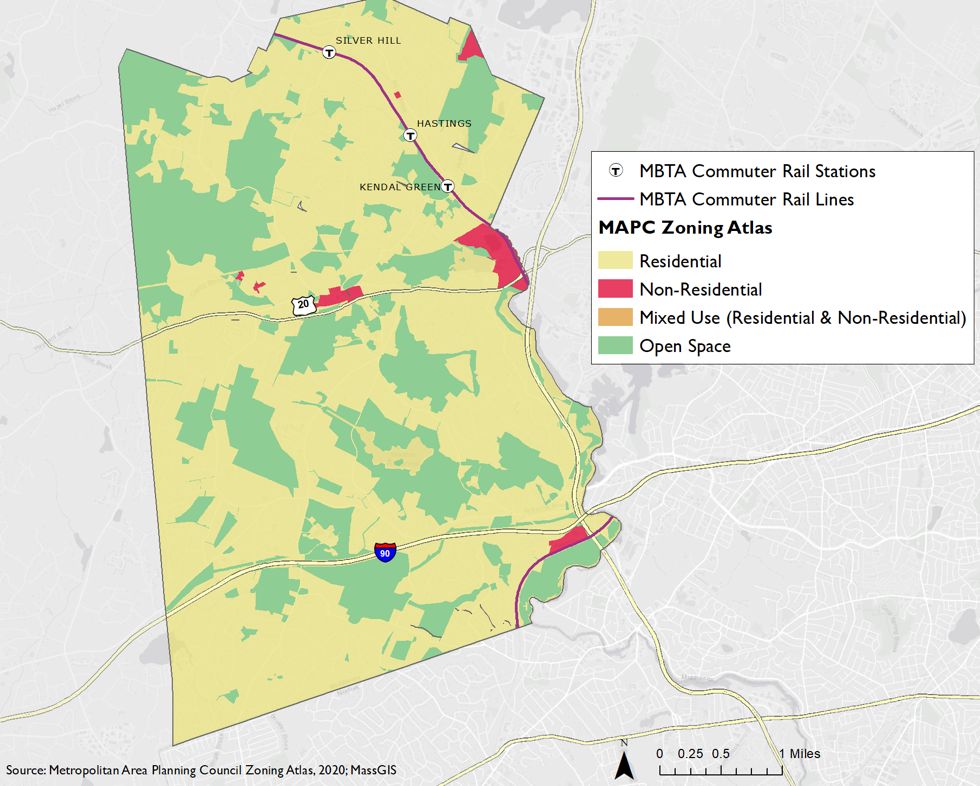 SILVER HILL
HASTINGS
KENDAL GREEN
T
T
T
20
90
T MBTA Commuter Rail Stations
MBTA Commuter Rail Lines
MAPC Zoning Atlas
Residential
Non-Residential
Mixed Use (Residential & Non-Residential)
Open Space
N
0 0.25 0.5 1 Miles
Source: Metropolitan Area Planning Council Zoning Atlas, 2020; MassGIS